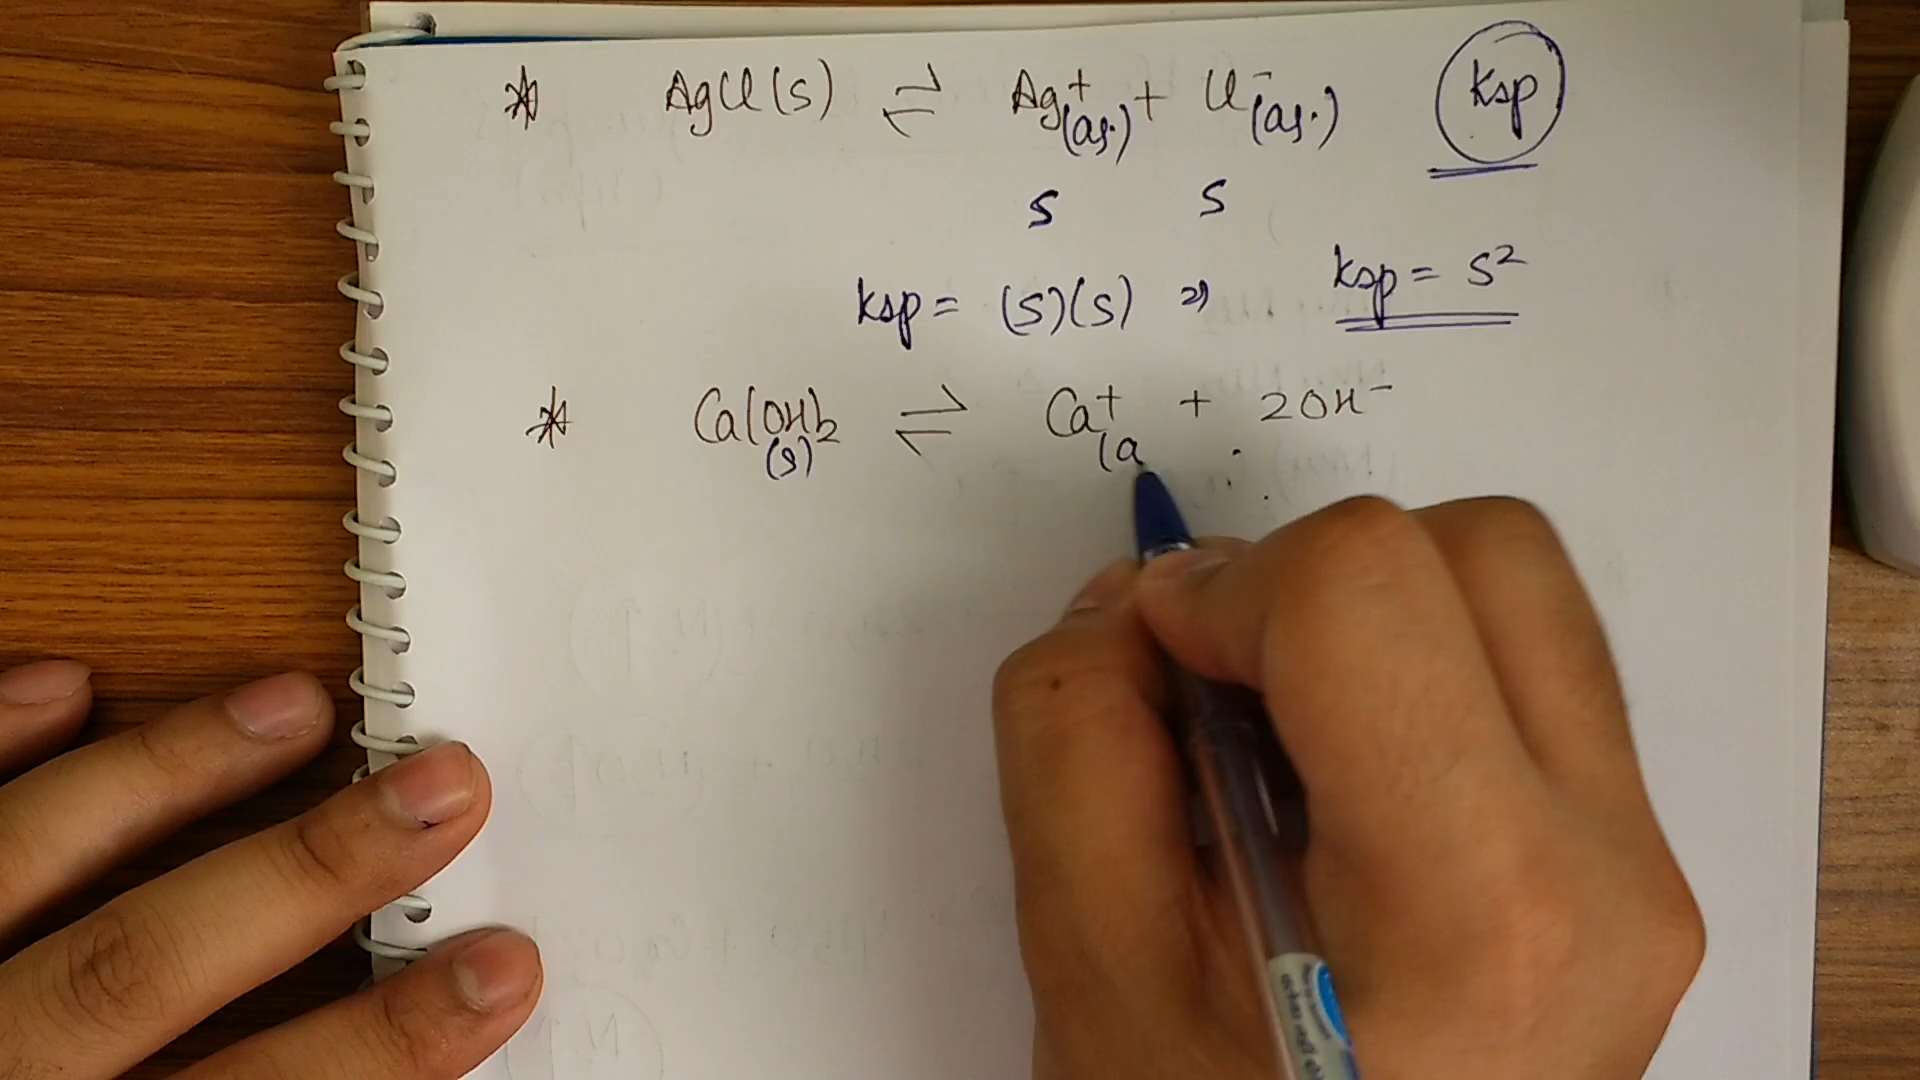 * AgCl(s) ⇌ Ag⁺(aq.) + Cl⁻(aq.) Ksp
s s
Ksp = (s)(s) ⇒ Ksp = s²
* Ca(OH)₂(s) ⇌ Ca⁺(a + 2OH⁻